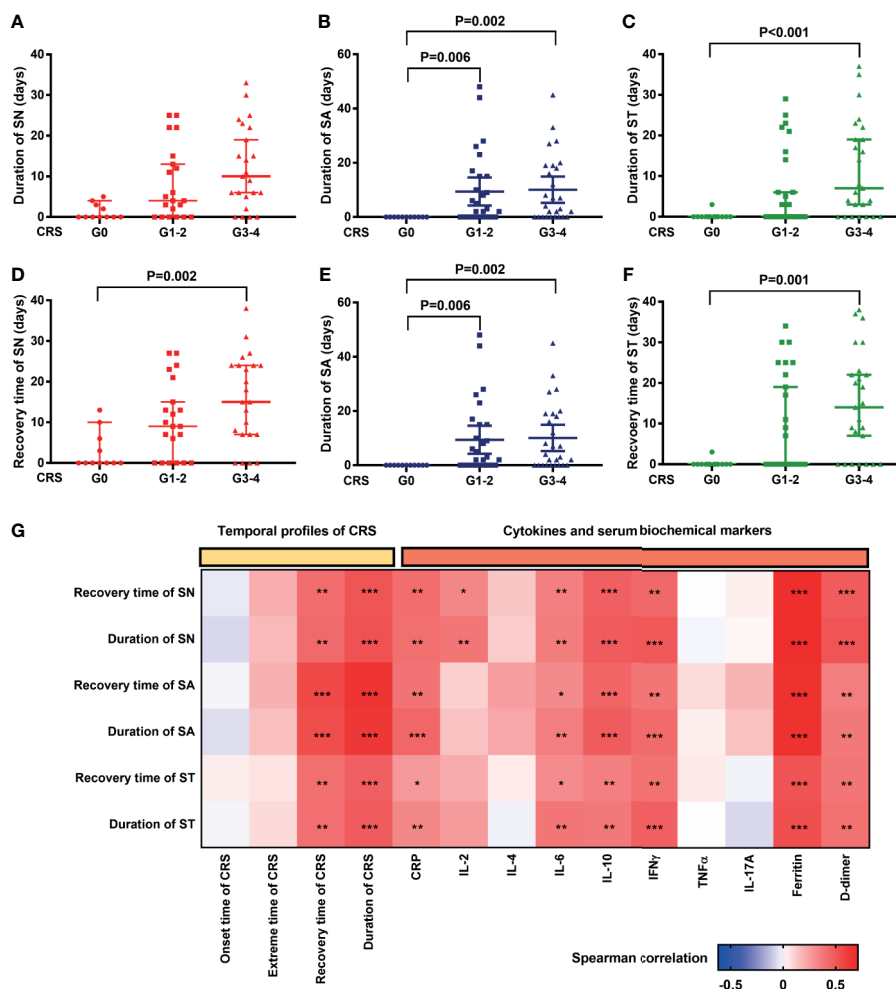 A
B
C
P=0.002
P=0.006
P<0.001
Duration of SN (days)
40
30
20
10
0
CRS G0 G1-2 G3-4
Duration of SA (days)
60
40
20
0
CRS G0 G1-2 G3-4
Duration of ST (days)
40
30
20
10
0
CRS G0 G1-2 G3-4
D
E
F
P=0.002
P=0.002
P=0.006
P=0.001
Recovery time of SN (days)
40
30
20
10
0
CRS G0 G1-2 G3-4
Duration of SA (days)
60
40
20
0
CRS G0 G1-2 G3-4
Recvoery time of ST (days)
40
30
20
10
0
CRS G0 G1-2 G3-4
G
Temporal profiles of CRS Cytokines and serum biochemical markers
Recovery time of SN ** *** ** * ** *** ** *** ***
Duration of SN ** *** ** ** ** *** *** *** ***
Recovery time of SA *** *** ** * *** ** *** **
Duration of SA *** *** *** ** *** *** *** **
Recovery time of ST ** *** * * ** ** *** **
Duration of ST ** *** ** ** ** *** *** **
Onset time of CRS
Extreme time of CRS
Recovery time of CRS
Duration of CRS
CRP
IL-2
IL-4
IL-6
IL-10
IFNγ
TNFα
IL-17A
Ferritin
D-dimer
Spearman correlation
-0.5 0 0.5